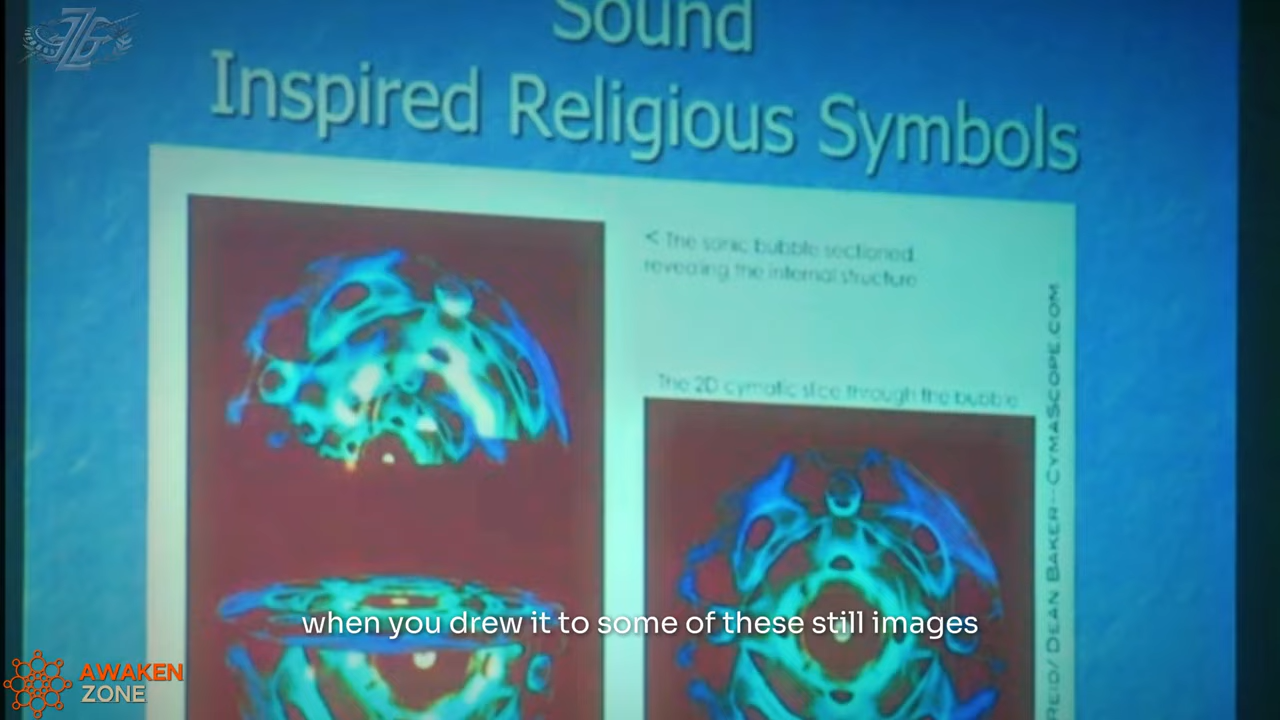 Sound
Inspired Religious Symbols
< The sonic bubble sectioned
revealing the internal structure
The 2D cymatic slice through the bubble
REID/ DEAN BAKER--CYMASCOPE.COM
when you drew it to some of these still images
AWAKEN
ZONE